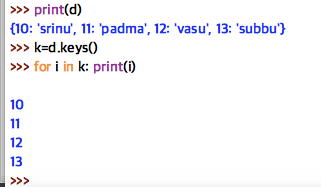 >>> print(d)
{10: 'srinu', 11: 'padma', 12: 'vasu', 13: 'subbu'}
>>> k=d.keys()
>>> for i in k: print(i)
10
11
12
13
>>>